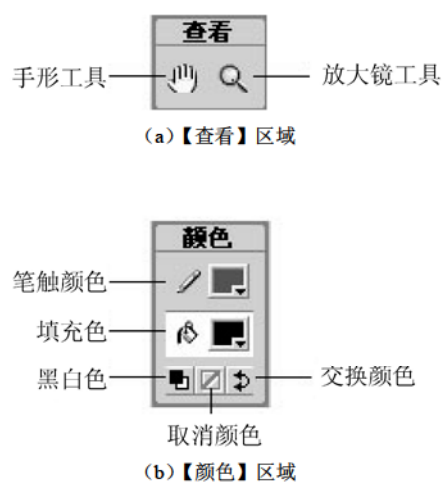 查看
手形工具
放大镜工具
(a)【查看】区域
颜色
笔触颜色
填充色
黑白色
交换颜色
取消颜色
(b)【颜色】区域